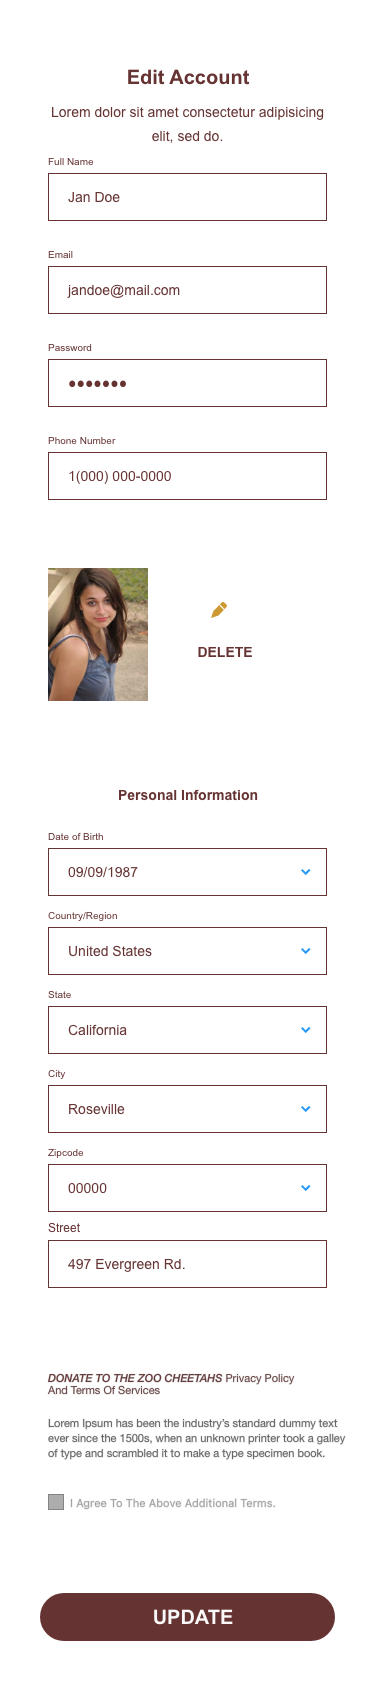 Edit Account
Lorem dolor sit amet consectetur adipisicing
elit, sed do.
Full Name
Jan Doe
Email
jandoe@mail.com
Password
●●●●●●●
Phone Number
1(000) 000-0000
DELETE
Personal Information
Date of Birth
09/09/1987
Country/Region
United States
State
California
City
Roseville
Zipcode
00000
Street
497 Evergreen Rd.
DONATE TO THE ZOO CHEETAHS Privacy Policy
And Terms Of Services
Lorem Ipsum has been the industry's standard dummy text
ever since the 1500s, when an unknown printer took a galley
of type and scrambled it to make a type specimen book.
I Agree To The Above Additional Terms.
UPDATE